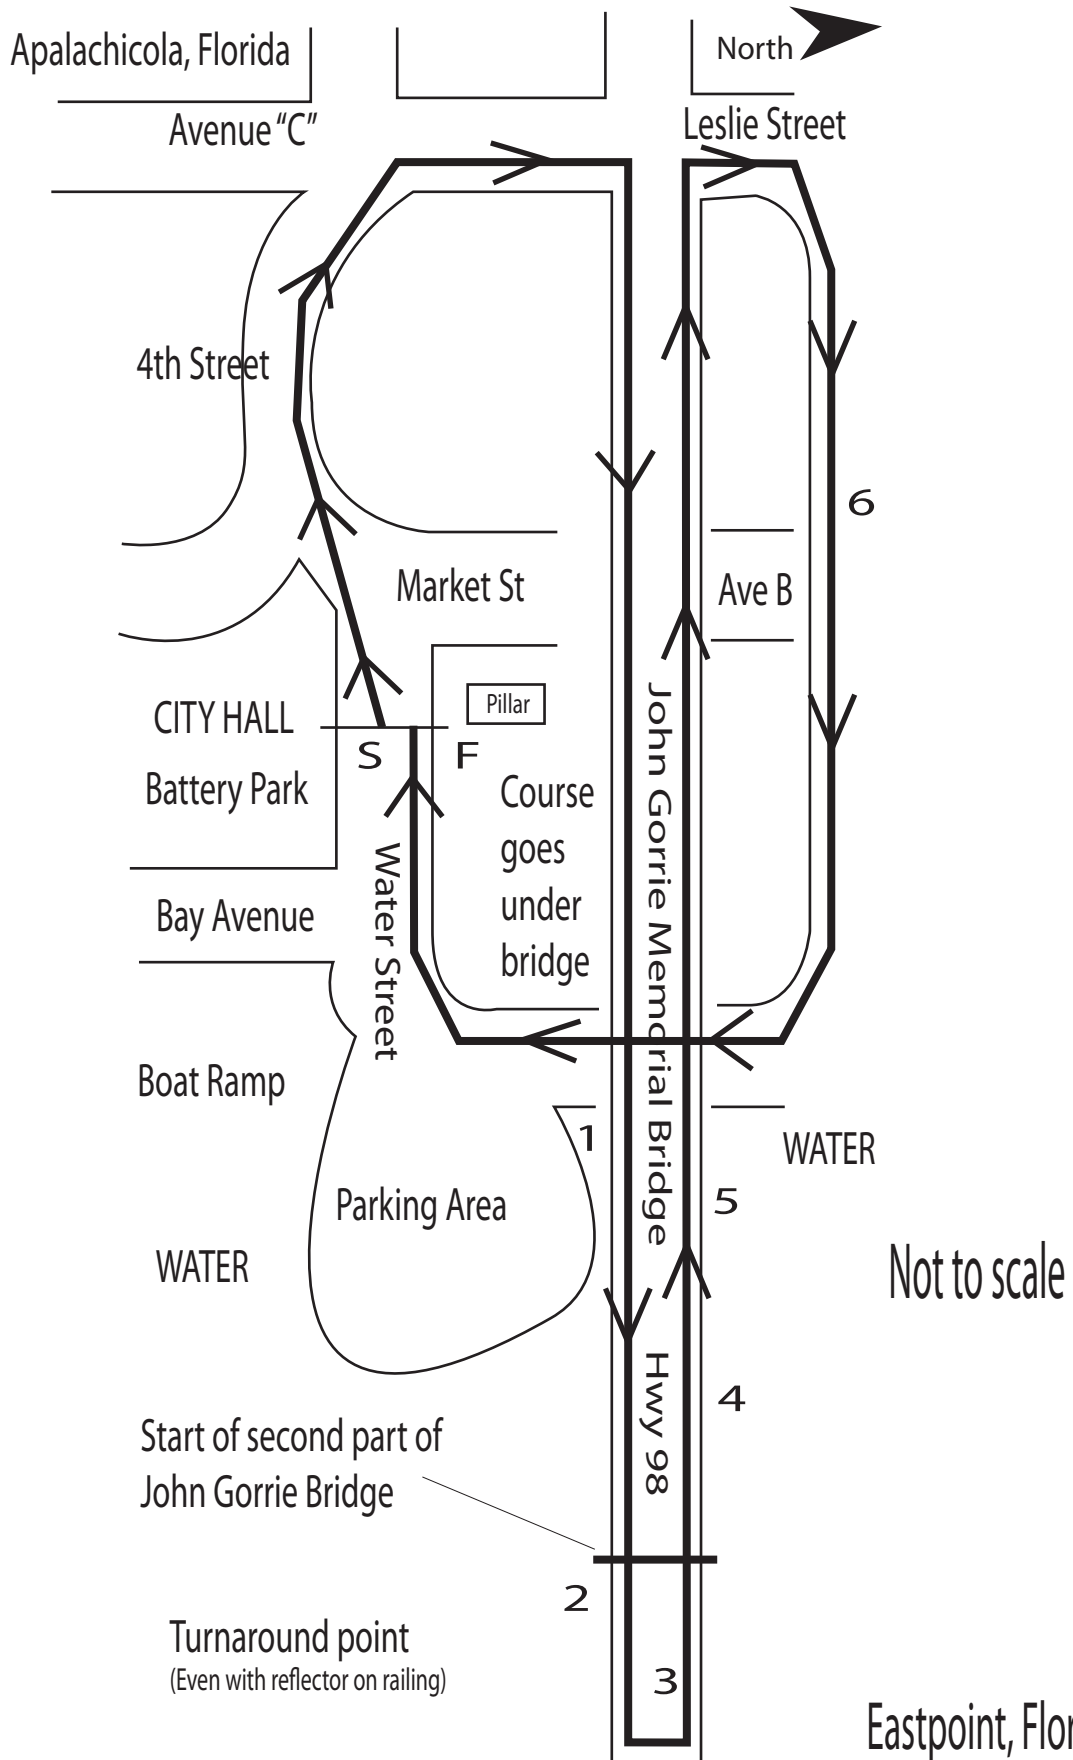 Apalachicola, Florida
North
Avenue “C”
Leslie Street
4th Street
6
Market St
Ave B
Pillar
CITY HALL
S
F
Battery Park
Course
goes
under
bridge
Water Street
John Gorrie Memorial Bridge
Bay Avenue
Boat Ramp
1
WATER
5
Parking Area
WATER
Not to scale
Hwy 98
4
Start of second part of
John Gorrie Bridge
2
Turnaround point
(Even with reflector on railing)
3
Eastpoint, Flor